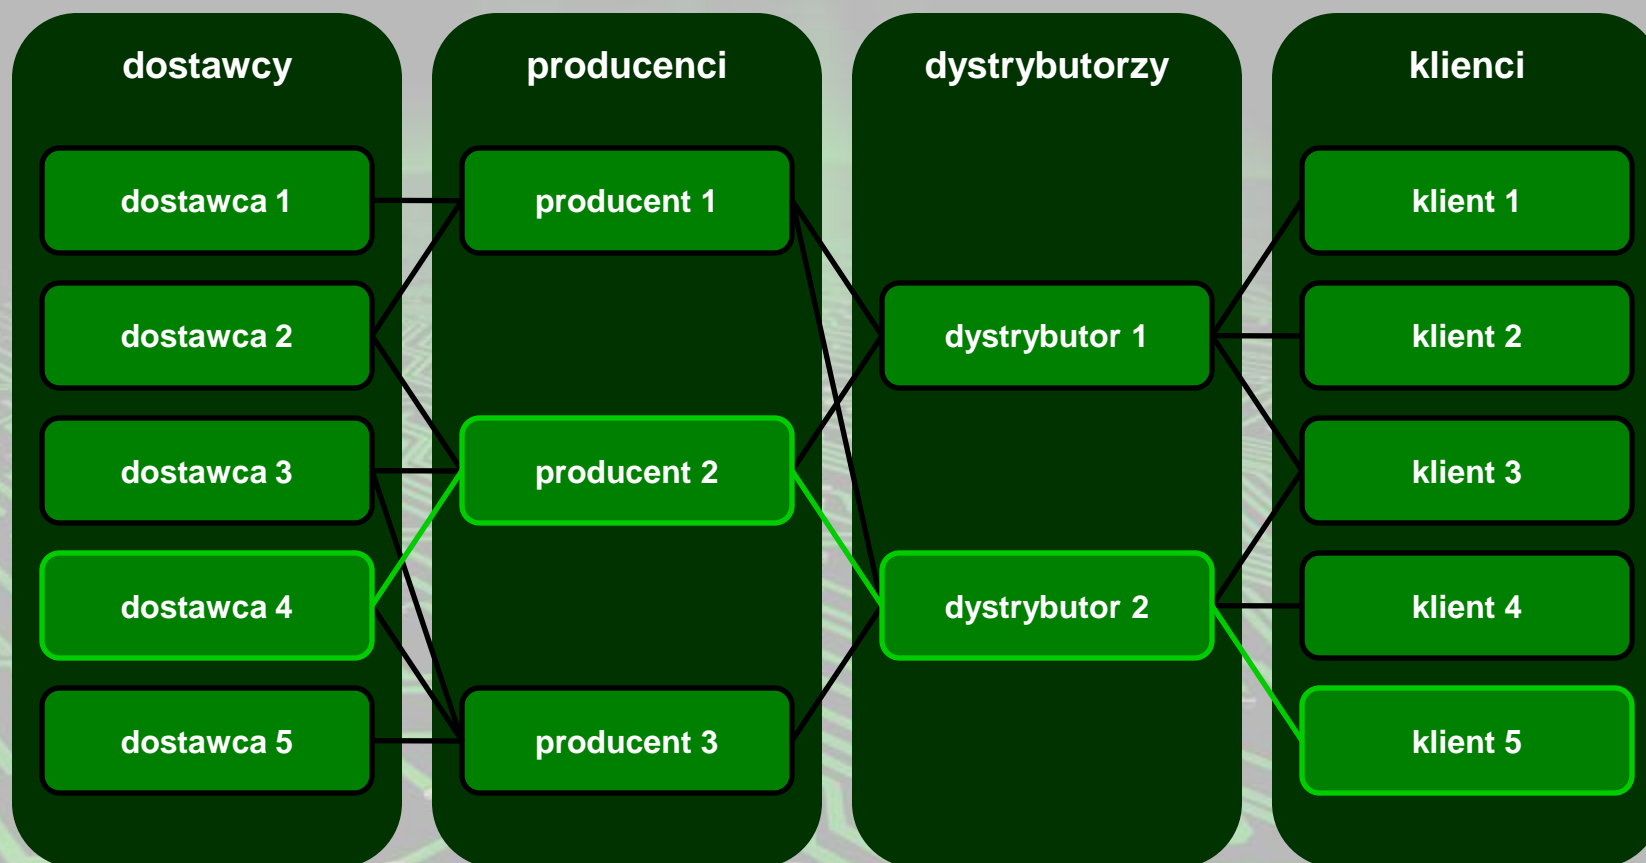 dostawcy
dostawca 1
dostawca 2
dostawca 3
dostawca 4
dostawca 5
producenci
producent 1
producent 2
producent 3
dystrybutorzy
dystrybutor 1
dystrybutor 2
klienci
klient 1
klient 2
klient 3
klient 4
klient 5